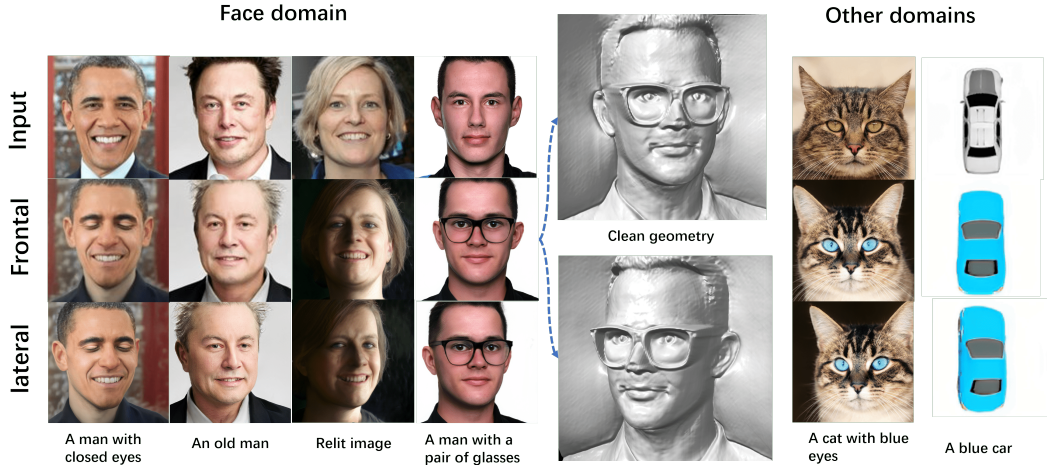 Face domain
Other domains
Input
Frontal
lateral
Clean geometry
A man with
closed eyes
An old man
Relit image
A man with a
pair of glasses
A cat with blue
eyes
A blue car